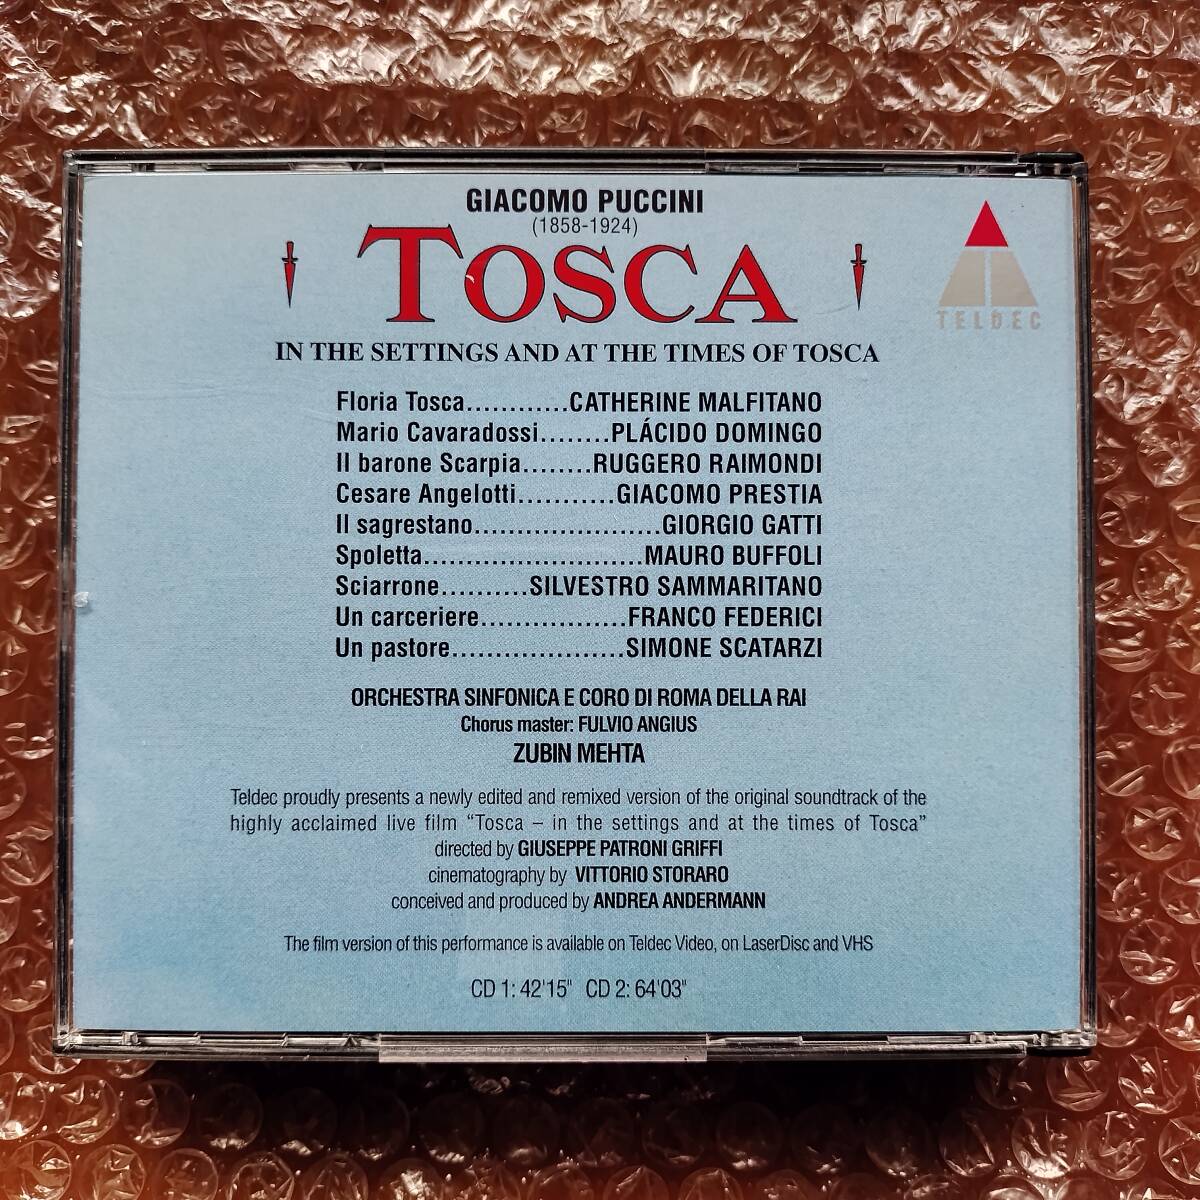 GIACOMO PUCCINI
(1858-1924)
TOSCA
TELDEC
IN THE SETTINGS AND AT THE TIMES OF TOSCA
Floria Tosca............CATHERINE MALFITANO
Mario Cavaradossi........PLÁCIDO DOMINGO
Il barone Scarpia........RUGGERO RAIMONDI
Cesare Angelotti...........GIACOMO PRESTIA
Il sagrestano......................GIORGIO GATTI
Spoletta..........................MAURO BUFFOLI
Sciarrone..........SILVESTRO SAMMARITANO
Un carceriere.................FRANCO FEDERICI
Un pastore....................SIMONE SCATARZI
ORCHESTRA SINFONICA E CORO DI ROMA DELLA RAI
Chorus master: FULVIO ANGIUS
ZUBIN MEHTA
Teldec proudly presents a newly edited and remixed version of the original soundtrack of the
highly acclaimed live film “Tosca – in the settings and at the times of Tosca”
directed by GIUSEPPE PATRONI GRIFFI
cinematography by VITTORIO STORARO
conceived and produced by ANDREA ANDERMANN
The film version of this performance is available on Teldec Video, on LaserDisc and VHS
CD 1: 42'15" CD 2: 64'03"